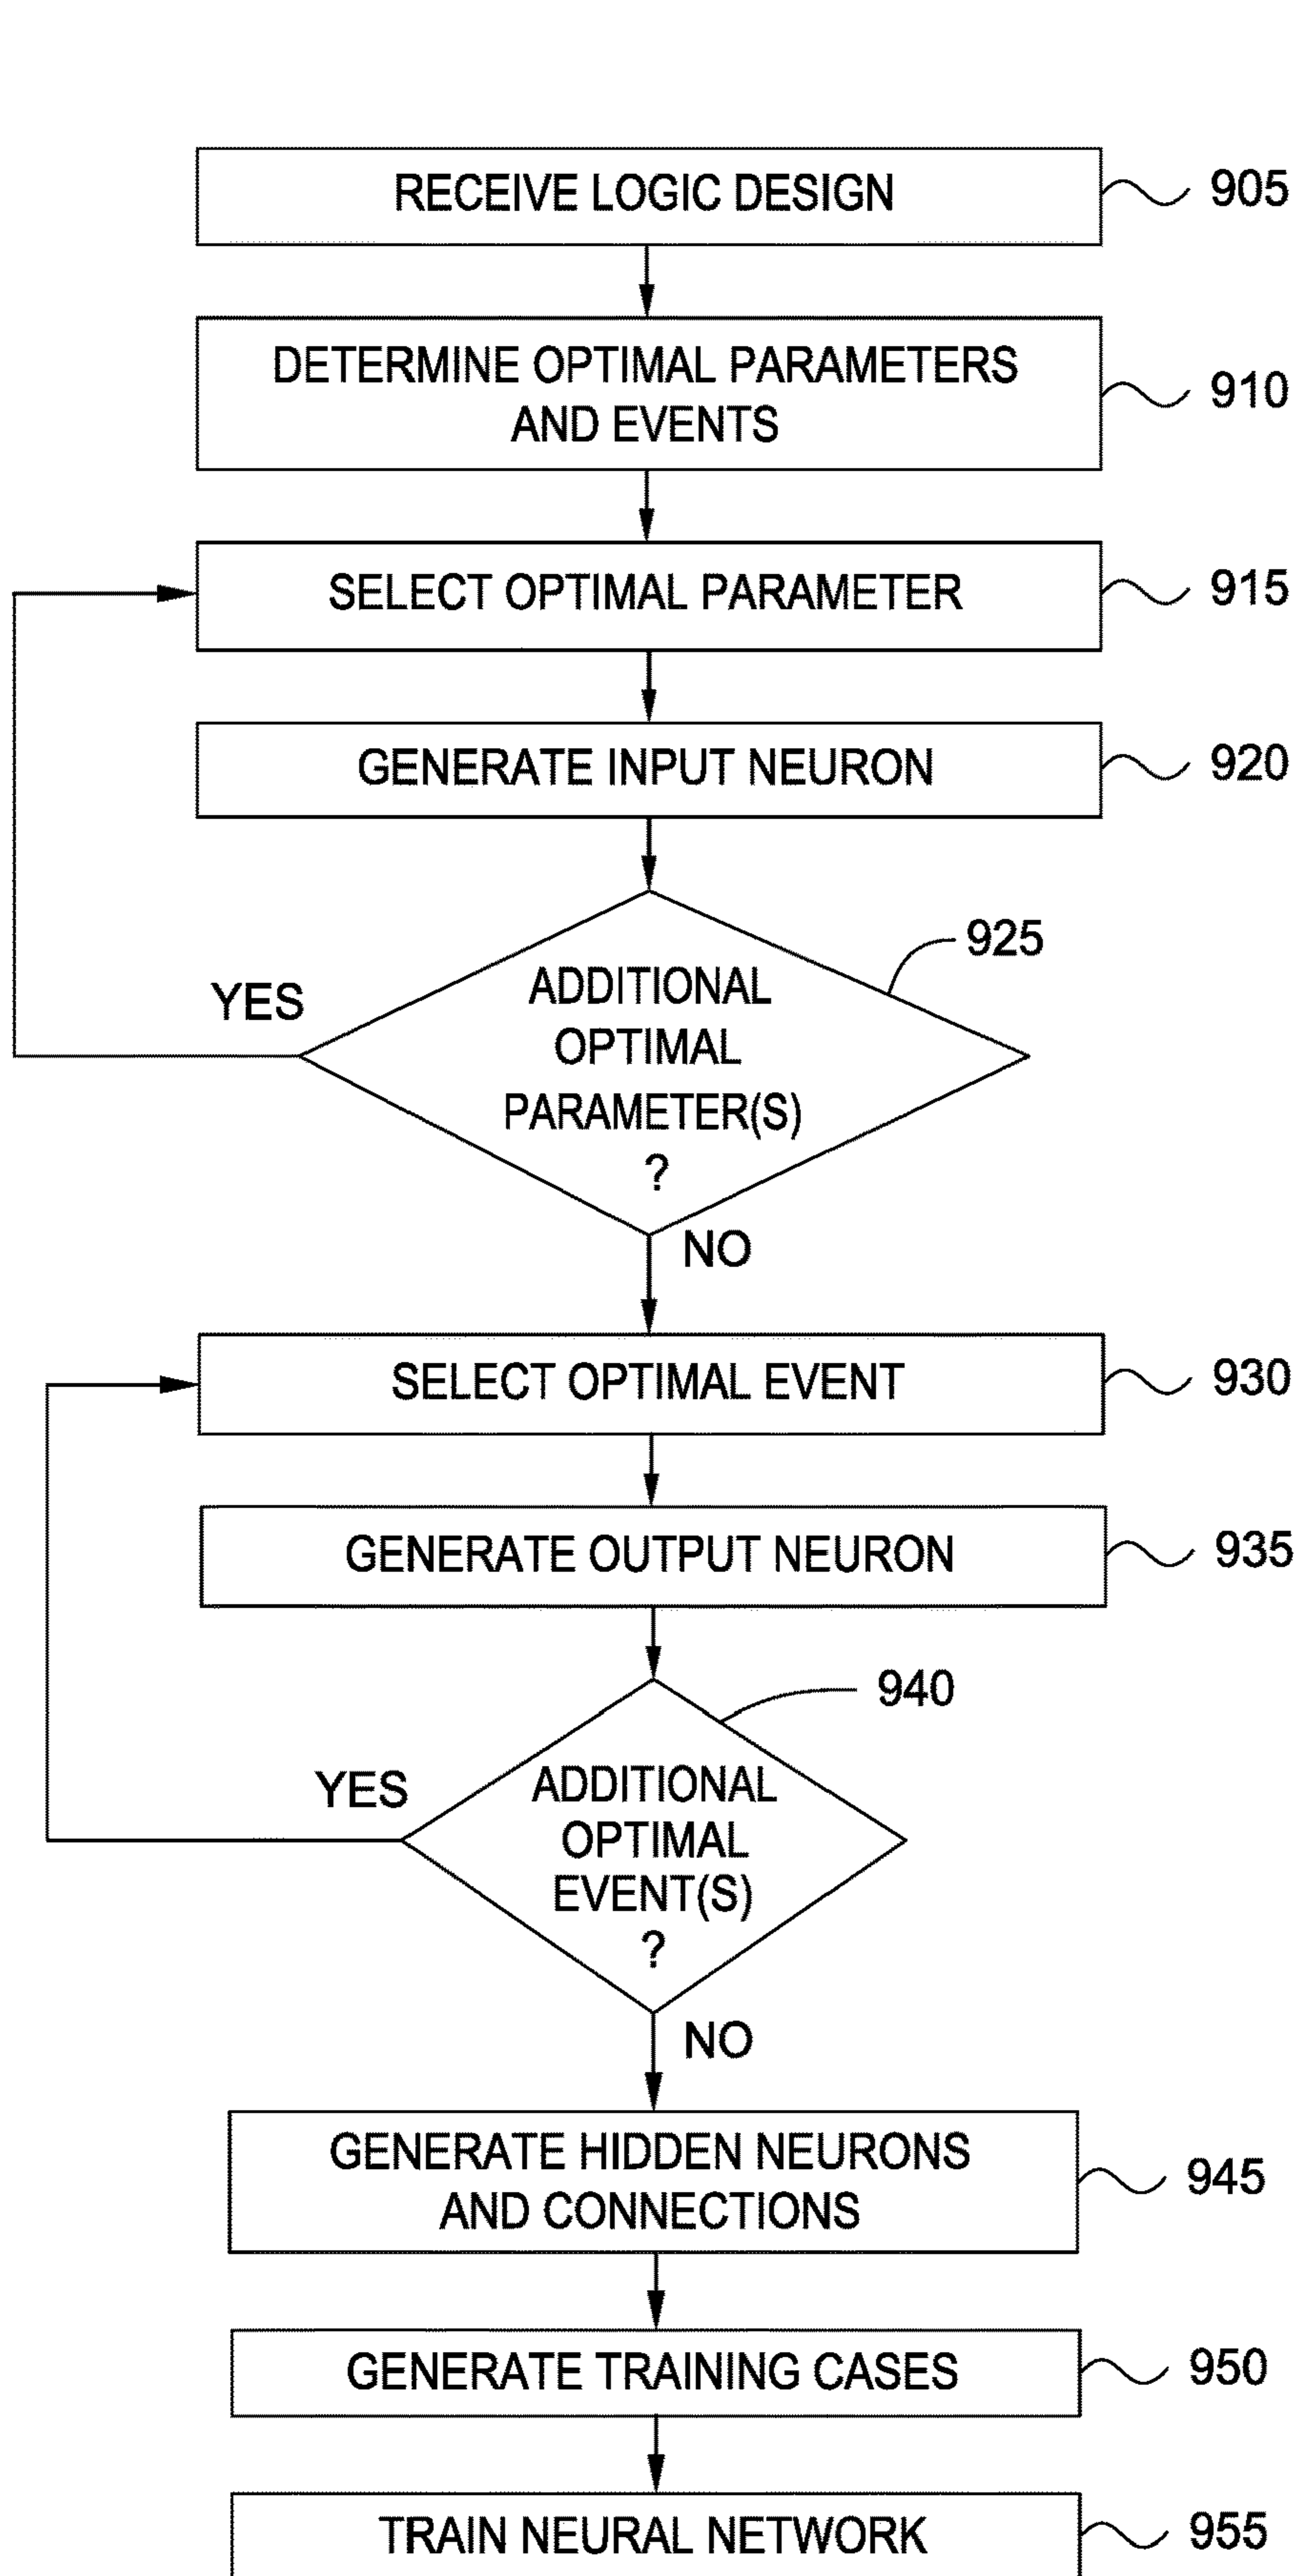 RECEIVE LOGIC DESIGN
905
DETERMINE OPTIMAL PARAMETERS
AND EVENTS
910
SELECT OPTIMAL PARAMETER
915
GENERATE INPUT NEURON
920
925
ADDITIONAL
OPTIMAL
PARAMETER(S)
?
YES
NO
SELECT OPTIMAL EVENT
930
GENERATE OUTPUT NEURON
935
940
ADDITIONAL
OPTIMAL
EVENT(S)
?
YES
NO
GENERATE HIDDEN NEURONS
AND CONNECTIONS
945
GENERATE TRAINING CASES
950
TRAIN NEURAL NETWORK
955